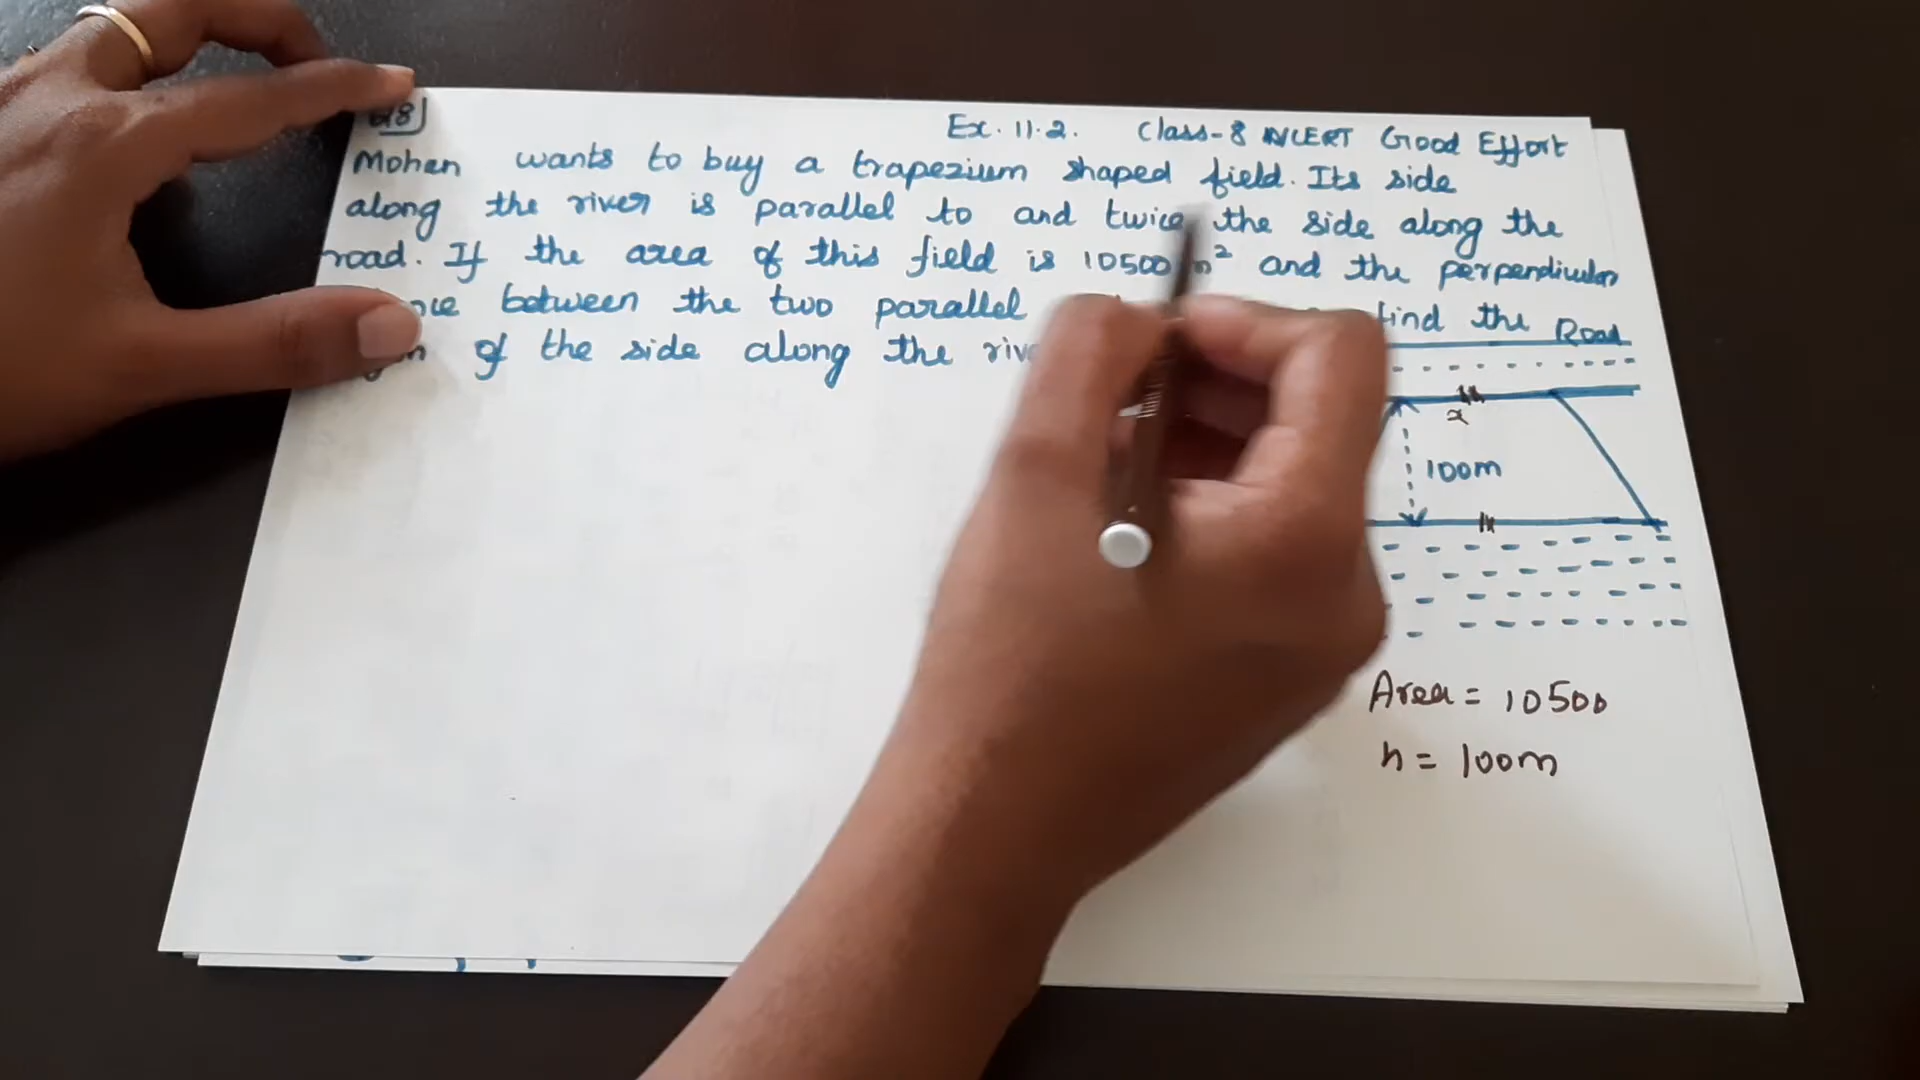 Ex. 11.2. Class-8 NCERT Good Effort
Mohan wants to buy a trapezium shaped field. Its side
along the river is parallel to and twice the side along the
road. If the area of this field is 10500 m² and the perpendicular
between the two parallel find the
of the side along the
Road
x
100m
Area = 10500
h = 100m